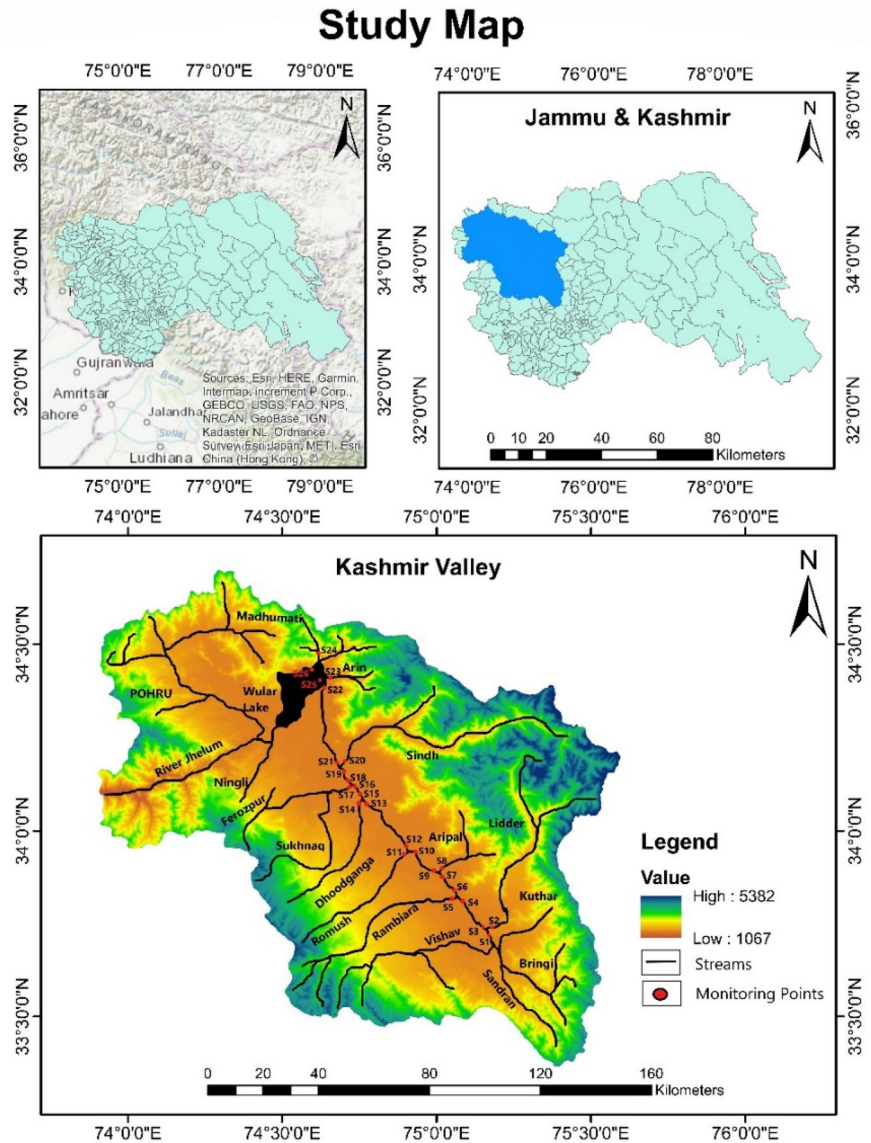 Study Map
75°0'0"E 77°0'0"E 79°0'0"E
74°0'0"E 76°0'0"E 78°0'0"E
36°0'0"N
34°0'0"N
32°0'0"N
N
KARAKORAM RANGE
Gujranwala
Amritsar
ahore
Beas
Jalandhar
Sutlej
Ludhiana
Sources: Esri, HERE, Garmin,
Intermap, increment P Corp.,
GEBCO, USGS, FAO, NPS,
NRCAN, GeoBase, IGN,
Kadaster NL, Ordnance
Survey, Esri Japan, METI, Esri
China (Hong Kong), ©
36°0'0"N
34°0'0"N
32°0'0"N
Jammu & Kashmir
N
0 10 20 40 60 80
Kilometers
36°0'0"N
34°0'0"N
32°0'0"N
75°0'0"E 77°0'0"E 79°0'0"E
74°0'0"E 76°0'0"E 78°0'0"E
74°0'0"E 74°30'0"E 75°0'0"E 75°30'0"E 76°0'0"E
Kashmir Valley
N
34°30'0"N
34°0'0"N
33°30'0"N
Madhumati
S24
S26 S23 Arin
S25 S22
POHRU
Wular
Lake
River Jhelum
Ningli
Sindh
S21 S20
S19 S18
S16
S17 S15
S14 S13
Ferozpur
Sukhnaq
Lidder
Aripal
S12
S11 S10
Dhoodganga
S8
S9 S7
S6
S5 S4
Kuthar
Romush
Rambiara
Vishav
S2
S3
S1
Bringi
Sandran
Legend
Value
High : 5382
Low : 1067
Streams
Monitoring Points
0 20 40 80 120 160
Kilometers
34°30'0"N
34°0'0"N
33°30'0"N
74°0'0"E 74°30'0"E 75°0'0"E 75°30'0"E 76°0'0"E